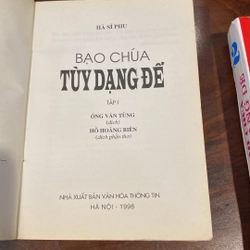 HÀ SĨ PHU
BẠO CHÚA
TÙY DẠNG ĐẾ
TẬP I
ÔNG VĂN TÙNG
(dịch)
HỒ HOÀNG BIÊN
(dịch phần thơ)
NHÀ XUẤT BẢN VĂN HÓA THÔNG TIN
HÀ NỘI - 1998